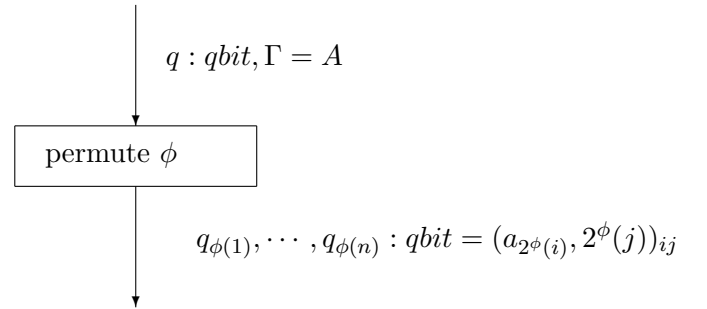 q : qbit, Γ = A
permute ϕ
q_{ϕ(1)}, ⋯ , q_{ϕ(n)} : qbit = (a_{2^ϕ(i)}, 2^ϕ(j))_{ij}